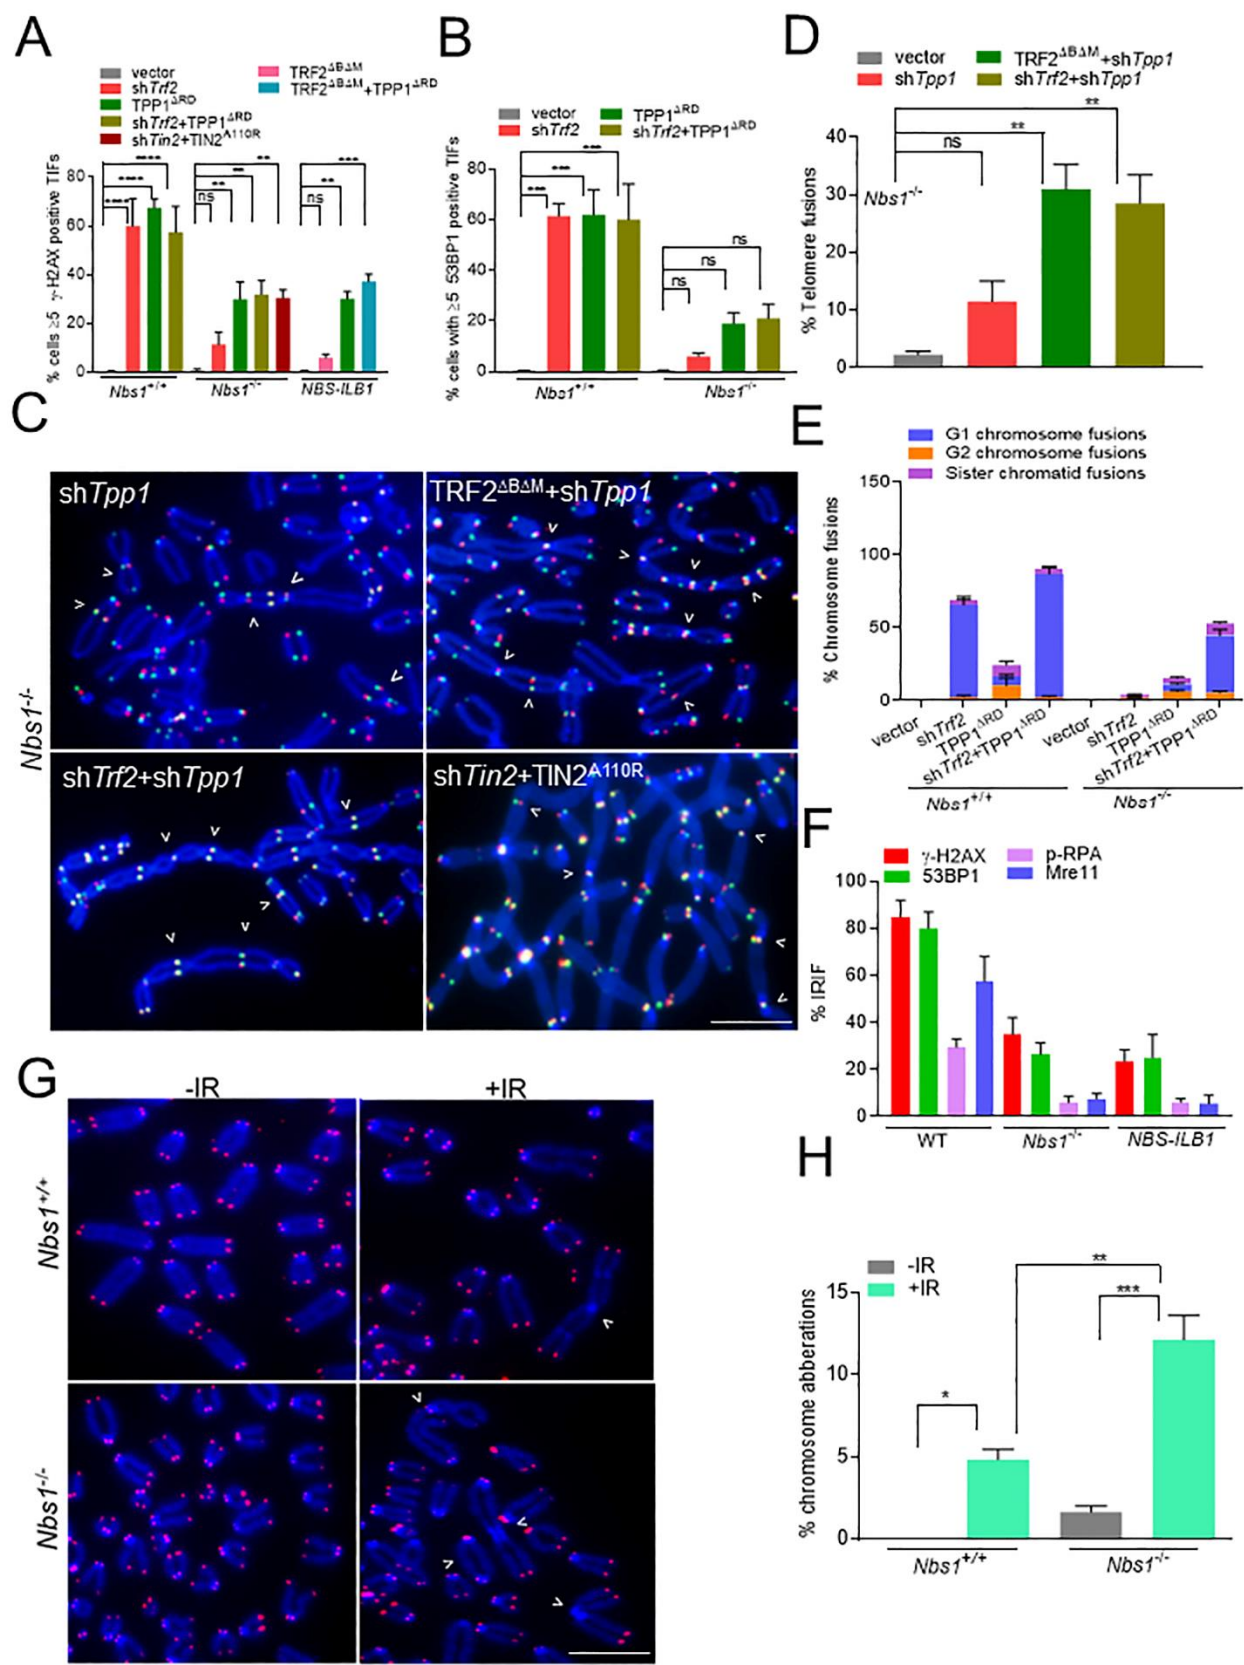 A
vector
shTrf2
TPP1ΔRD
shTrf2+TPP1ΔRD
shTin2+TIN2A110R
TRF2ΔBΔM
TRF2ΔBΔM+TPP1ΔRD
% cells ≥5 γ-H2AX positive TIFs
80
60
40
20
0
**** **** ****
ns ** ** **
ns ** ***
Nbs1+/+ Nbs1-/- NBS-ILB1
B
vector TPP1ΔRD
shTrf2 shTrf2+TPP1ΔRD
% cells with ≥5 53BP1 positive TIFs
80
60
40
20
0
*** *** ***
ns ns ns
Nbs1+/+ Nbs1-/-
D
vector TRF2ΔBΔM+shTpp1
shTpp1 shTrf2+shTpp1
% Telomere fusions
40
30
20
10
0
**
**
ns
Nbs1-/-
C
Nbs1-/-
shTpp1
TRF2ΔBΔM+shTpp1
shTrf2+shTpp1
shTin2+TIN2A110R
E
G1 chromosome fusions
G2 chromosome fusions
Sister chromatid fusions
% Chromosome fusions
150
100
50
0
vector
shTrf2
TPP1ΔRD
shTrf2+TPP1ΔRD
vector
shTrf2
TPP1ΔRD
shTrf2+TPP1ΔRD
Nbs1+/+ Nbs1-/-
F
γ-H2AX p-RPA
53BP1 Mre11
% IRIF
100
80
60
40
20
0
WT Nbs1-/- NBS-ILB1
G
-IR +IR
Nbs1+/+
Nbs1-/-
H
-IR
+IR
% chromosome abberations
15
10
5
0
*
**
***
Nbs1+/+ Nbs1-/-